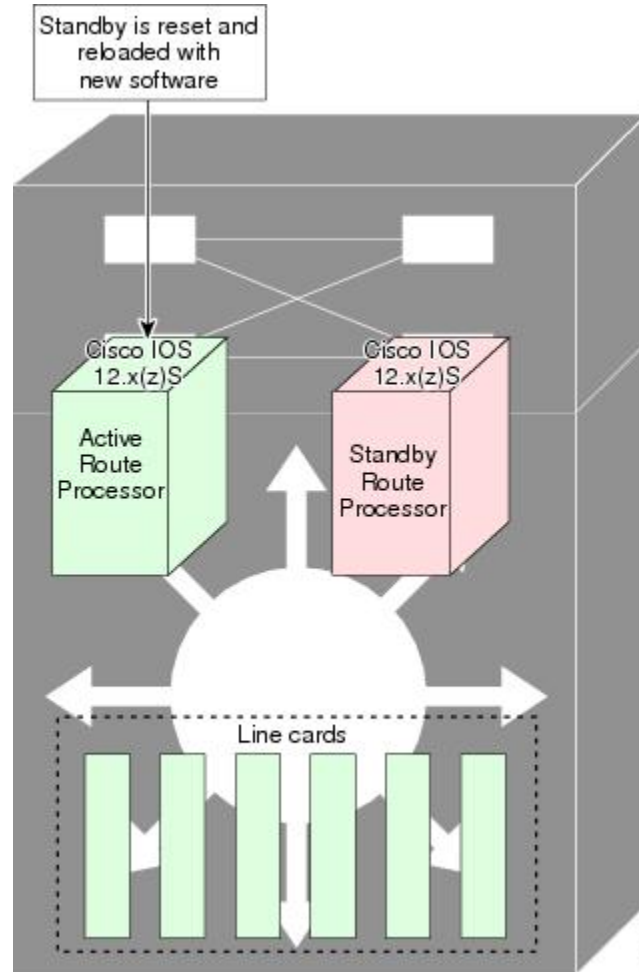 Standby is reset and
reloaded with
new software
Cisco IOS
12.x(z)S
Cisco IOS
12.x(z)S
Active
Route
Processor
Standby
Route
Processor
Line cards